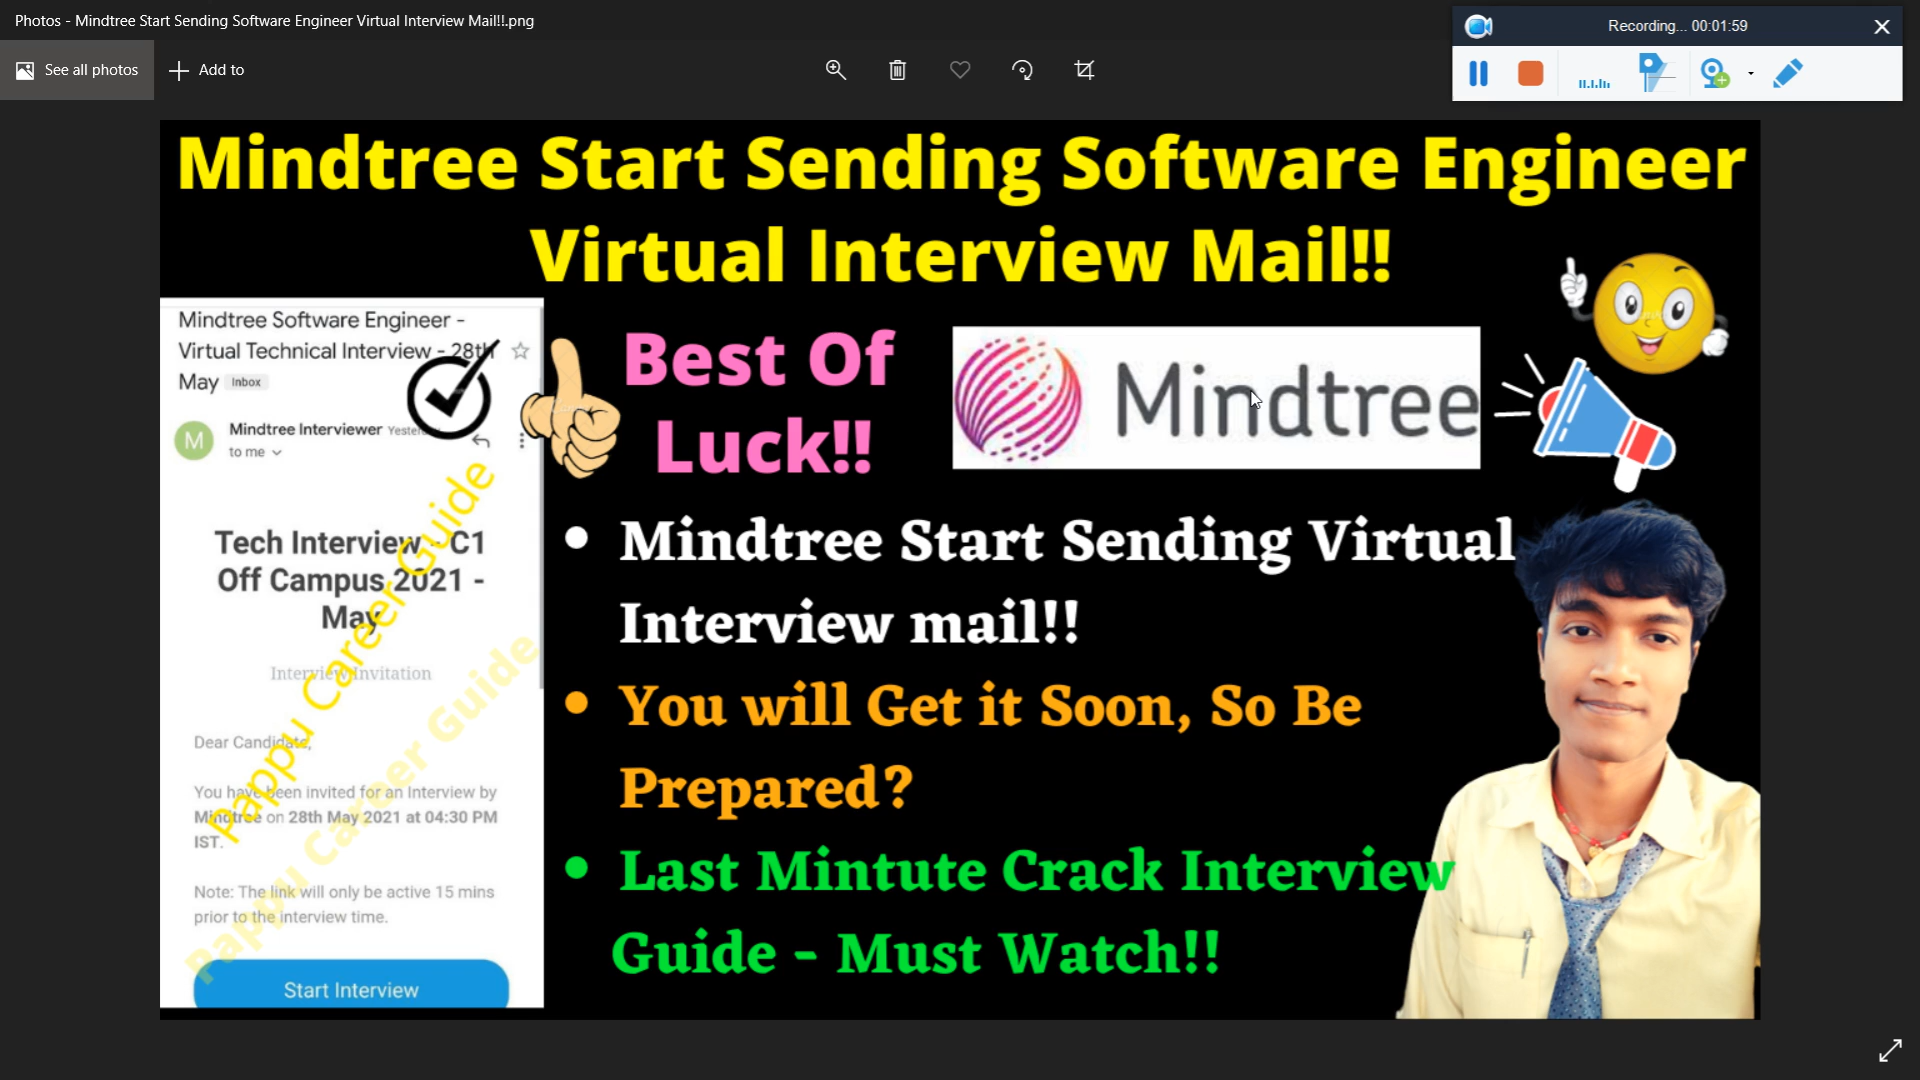 Photos - Mindtree Start Sending Software Engineer Virtual Interview Mail!!.png
Recording... 00:01:59
See all photos
Add to
Mindtree Start Sending Software Engineer
Virtual Interview Mail!!
Mindtree Software Engineer -
Virtual Technical Interview - 28th
May Inbox
M
Mindtree Interviewer
to me
Tech Interview - C1
Off Campus 2021 -
May
Interview Invitation
Dear Candidate,
You have been invited for an Interview by
Mindtree on 28th May 2021 at 04:30 PM
IST.
Note: The link will only be active 15 mins
prior to the interview time.
Start Interview
Pappu Career Guide
Pappu Career Guide
Best Of
Luck!!
Mindtree
• Mindtree Start Sending Virtual
Interview mail!!
• You will Get it Soon, So Be
Prepared?
• Last Mintute Crack Interview
Guide - Must Watch!!